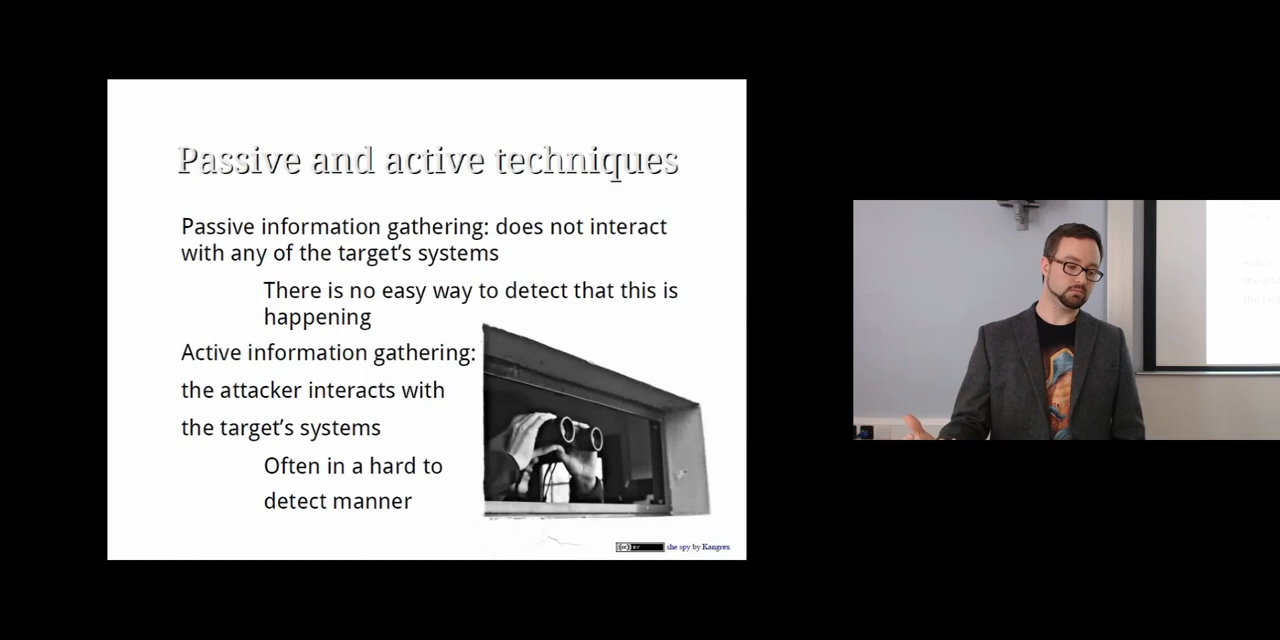 Passive and active techniques
Passive information gathering: does not interact
with any of the target’s systems
There is no easy way to detect that this is
happening
Active information gathering:
the attacker interacts with
the target’s systems
Often in a hard to
detect manner
she spy by Kangrex